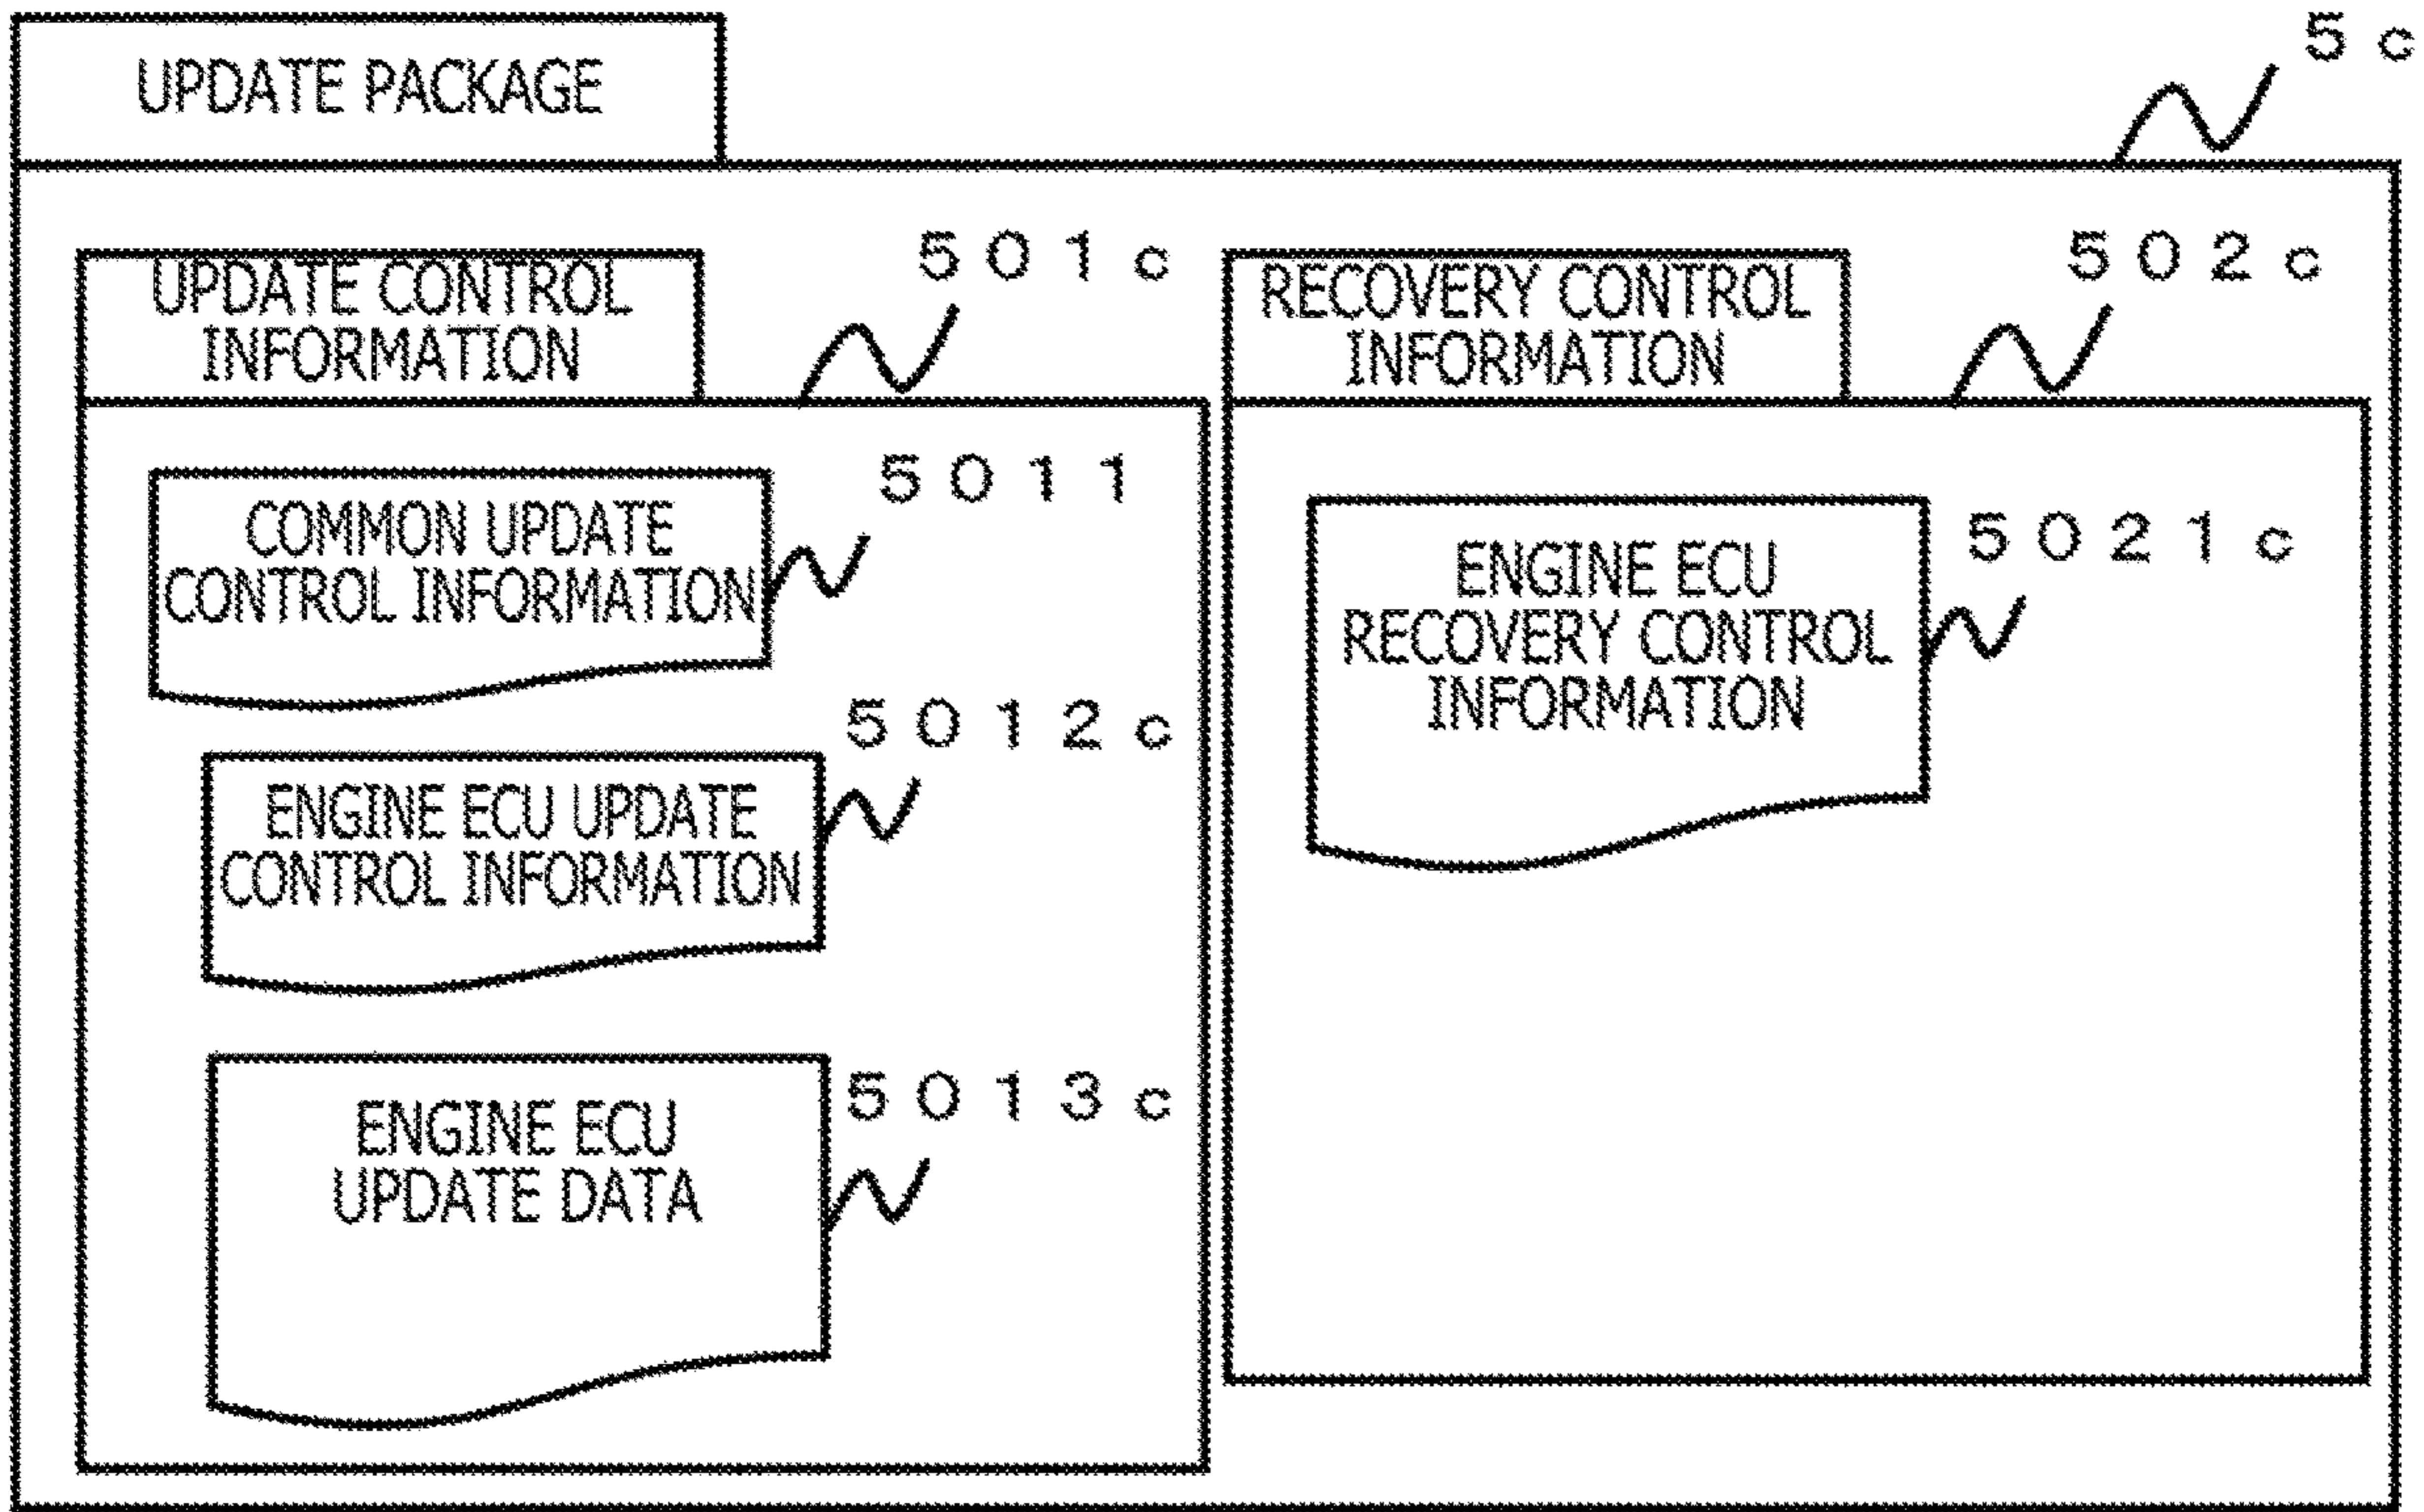 UPDATE PACKAGE
5c
UPDATE CONTROL
INFORMATION
501c
RECOVERY CONTROL
INFORMATION
502c
COMMON UPDATE
CONTROL INFORMATION
5011
ENGINE ECU UPDATE
CONTROL INFORMATION
5012c
ENGINE ECU
UPDATE DATA
5013c
ENGINE ECU
RECOVERY CONTROL
INFORMATION
5021c